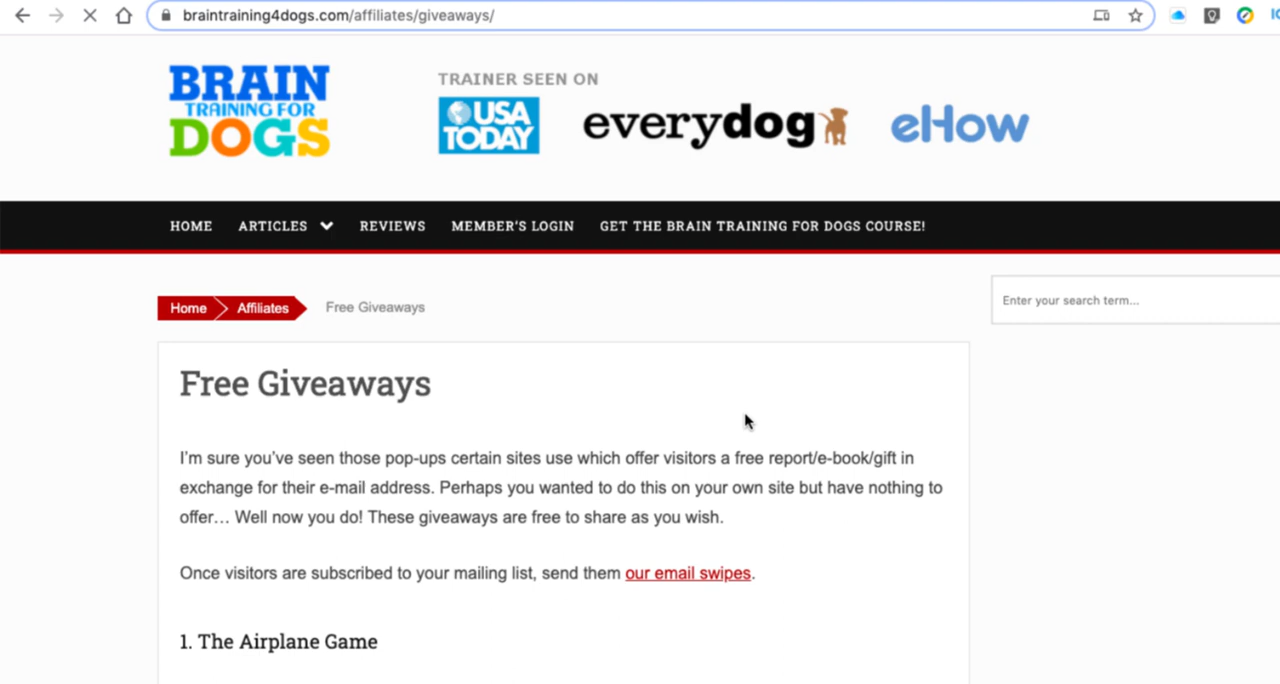 braintraining4dogs.com/affiliates/giveaways/
BRAIN
TRAINING FOR
DOGS
TRAINER SEEN ON
USA
TODAY
everydog
eHow
HOME
ARTICLES
REVIEWS
MEMBER'S LOGIN
GET THE BRAIN TRAINING FOR DOGS COURSE!
Home
Affiliates
Free Giveaways
Enter your search term...
Free Giveaways
I'm sure you've seen those pop-ups certain sites use which offer visitors a free report/e-book/gift in
exchange for their e-mail address. Perhaps you wanted to do this on your own site but have nothing to
offer… Well now you do! These giveaways are free to share as you wish.
Once visitors are subscribed to your mailing list, send them our email swipes.
1. The Airplane Game